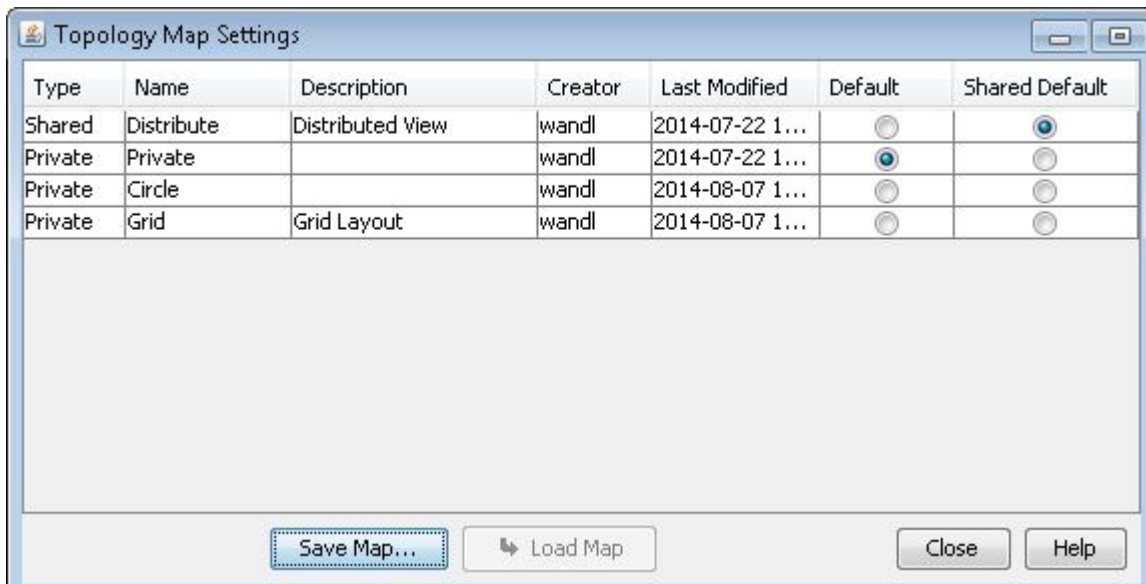 Topology Map Settings
Type Name Description Creator Last Modified Default Shared Default
Shared Distribute Distributed View wandl 2014-07-22 1...
Private Private wandl 2014-07-22 1...
Private Circle wandl 2014-08-07 1...
Private Grid Grid Layout wandl 2014-08-07 1...
Save Map... Load Map Close Help